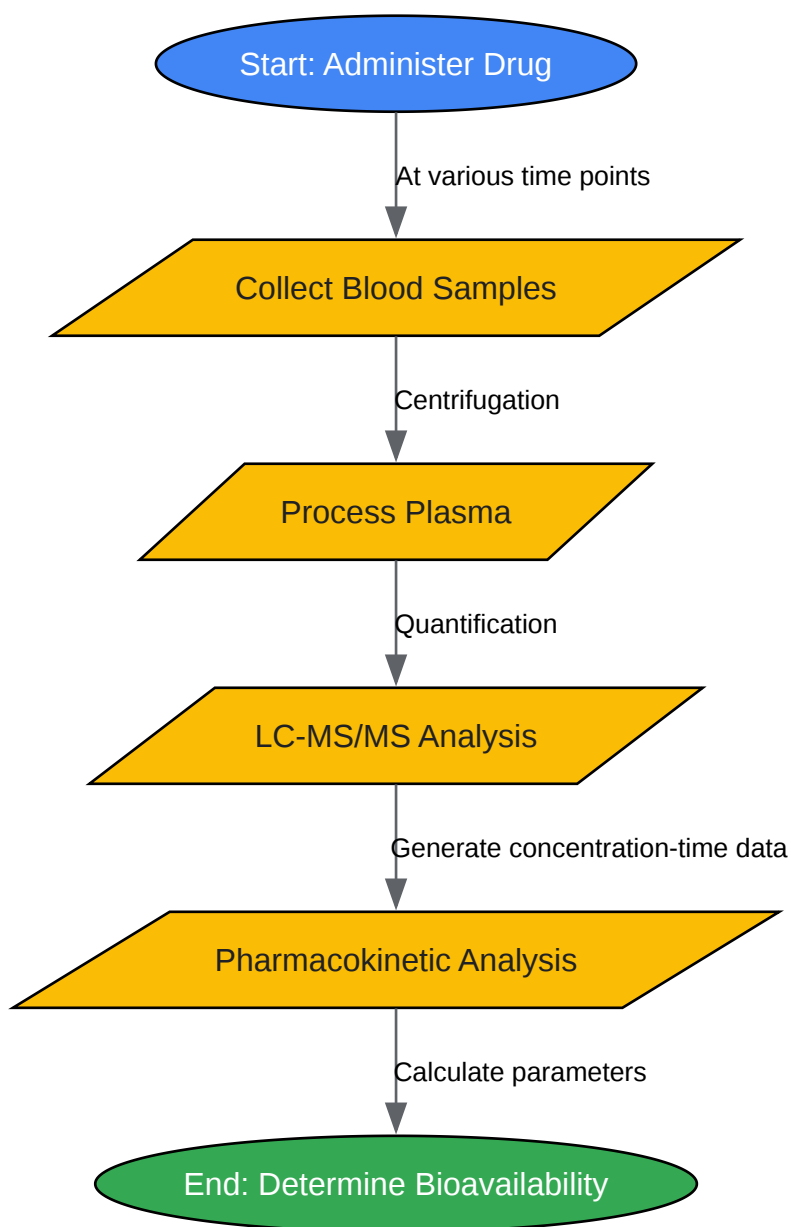 Start: Administer Drug
At various time points
Collect Blood Samples
Centrifugation
Process Plasma
Quantification
LC-MS/MS Analysis
Generate concentration-time data
Pharmacokinetic Analysis
Calculate parameters
End: Determine Bioavailability